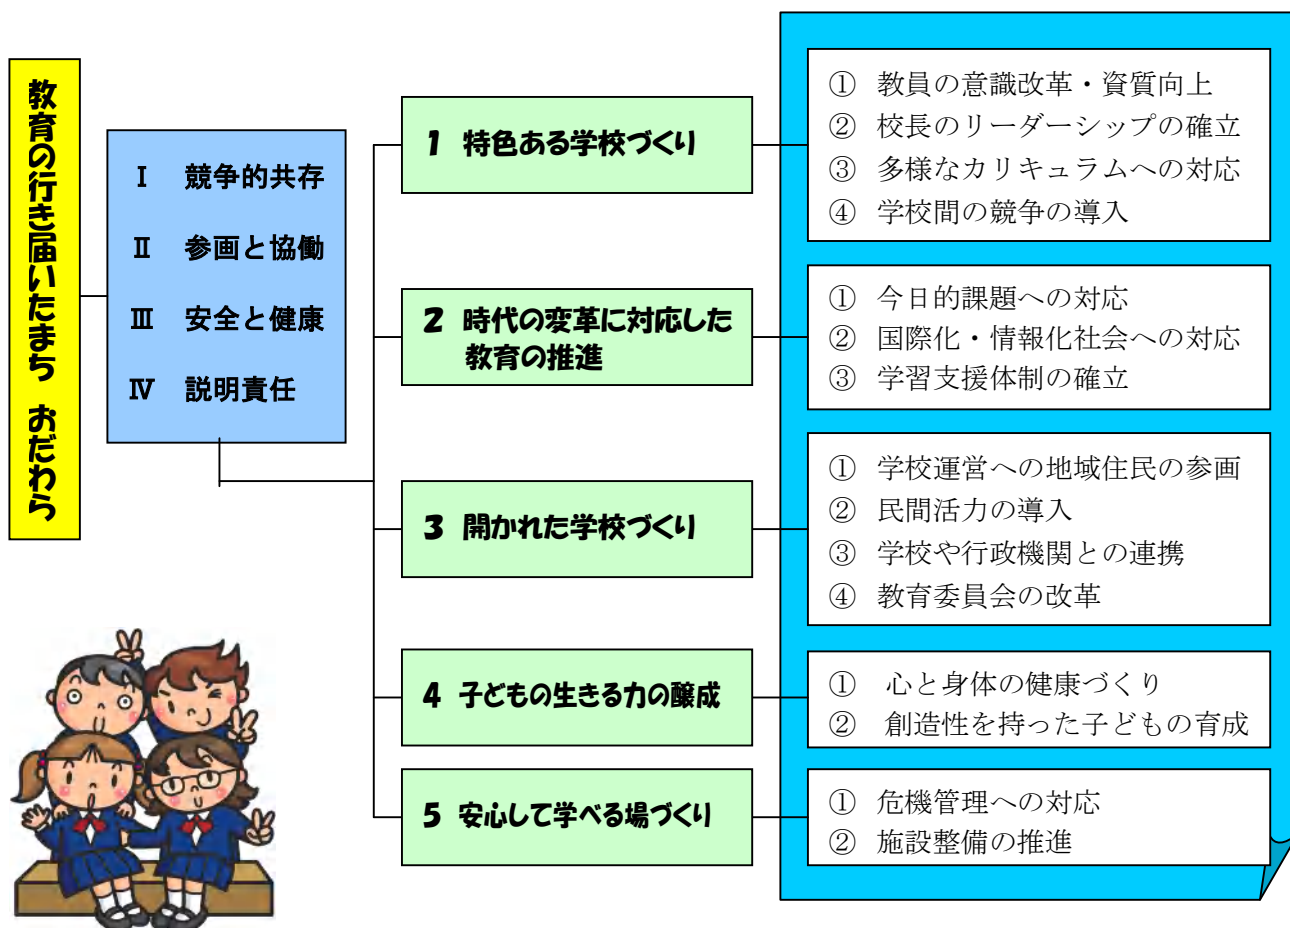 教育の行き届いたまち おだわら
Ⅰ 競争的共存
Ⅱ 参画と協働
Ⅲ 安全と健康
Ⅳ 説明責任
1 特色ある学校づくり
① 教員の意識改革・資質向上
② 校長のリーダーシップの確立
③ 多様なカリキュラムへの対応
④ 学校間の競争の導入
2 時代の変革に対応した
教育の推進
① 今日的課題への対応
② 国際化・情報化社会への対応
③ 学習支援体制の確立
3 開かれた学校づくり
① 学校運営への地域住民の参画
② 民間活力の導入
③ 学校や行政機関との連携
④ 教育委員会の改革
4 子どもの生きる力の醸成
① 心と身体の健康づくり
② 創造性を持った子どもの育成
5 安心して学べる場づくり
① 危機管理への対応
② 施設整備の推進